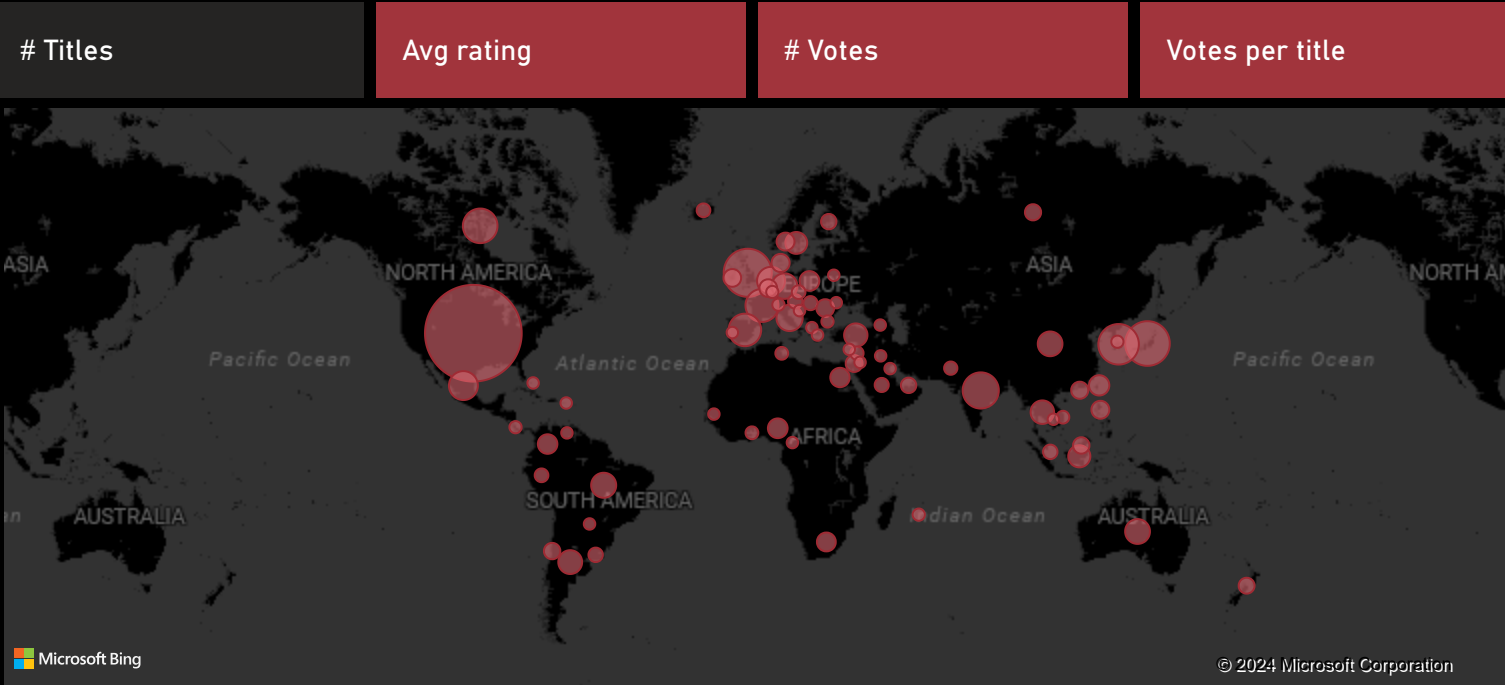 # Titles
Avg rating
# Votes
Votes per title
ASIA
NORTH AMERICA
EUROPE
ASIA
NORTH AM
Pacific Ocean
Atlantic Ocean
Pacific Ocean
AFRICA
SOUTH AMERICA
an
AUSTRALIA
Indian Ocean
AUSTRALIA
Microsoft Bing
© 2024 Microsoft Corporation